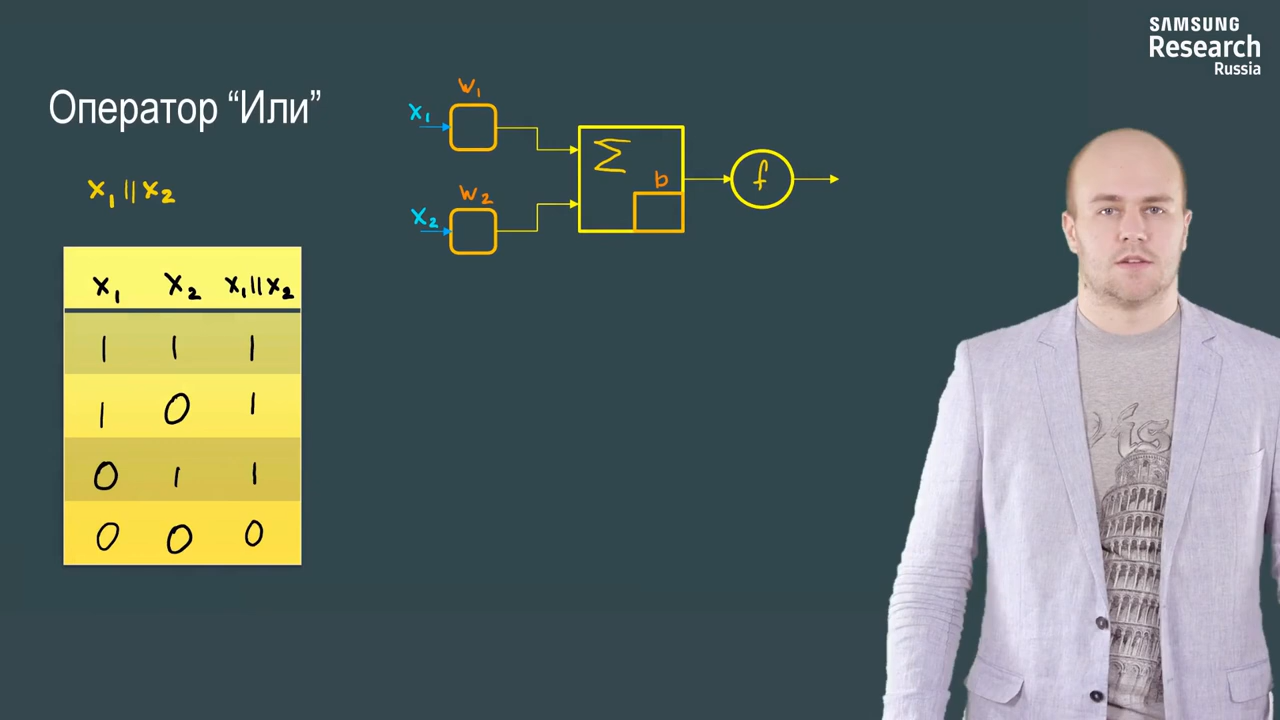 SAMSUNG
Research
Russia
Оператор “Или”
x₁ || x₂
x₁ x₂ x₁ || x₂
1 1 1
1 0 1
0 1 1
0 0 0
w₁
x₁
w₂
x₂
Σ
b
f